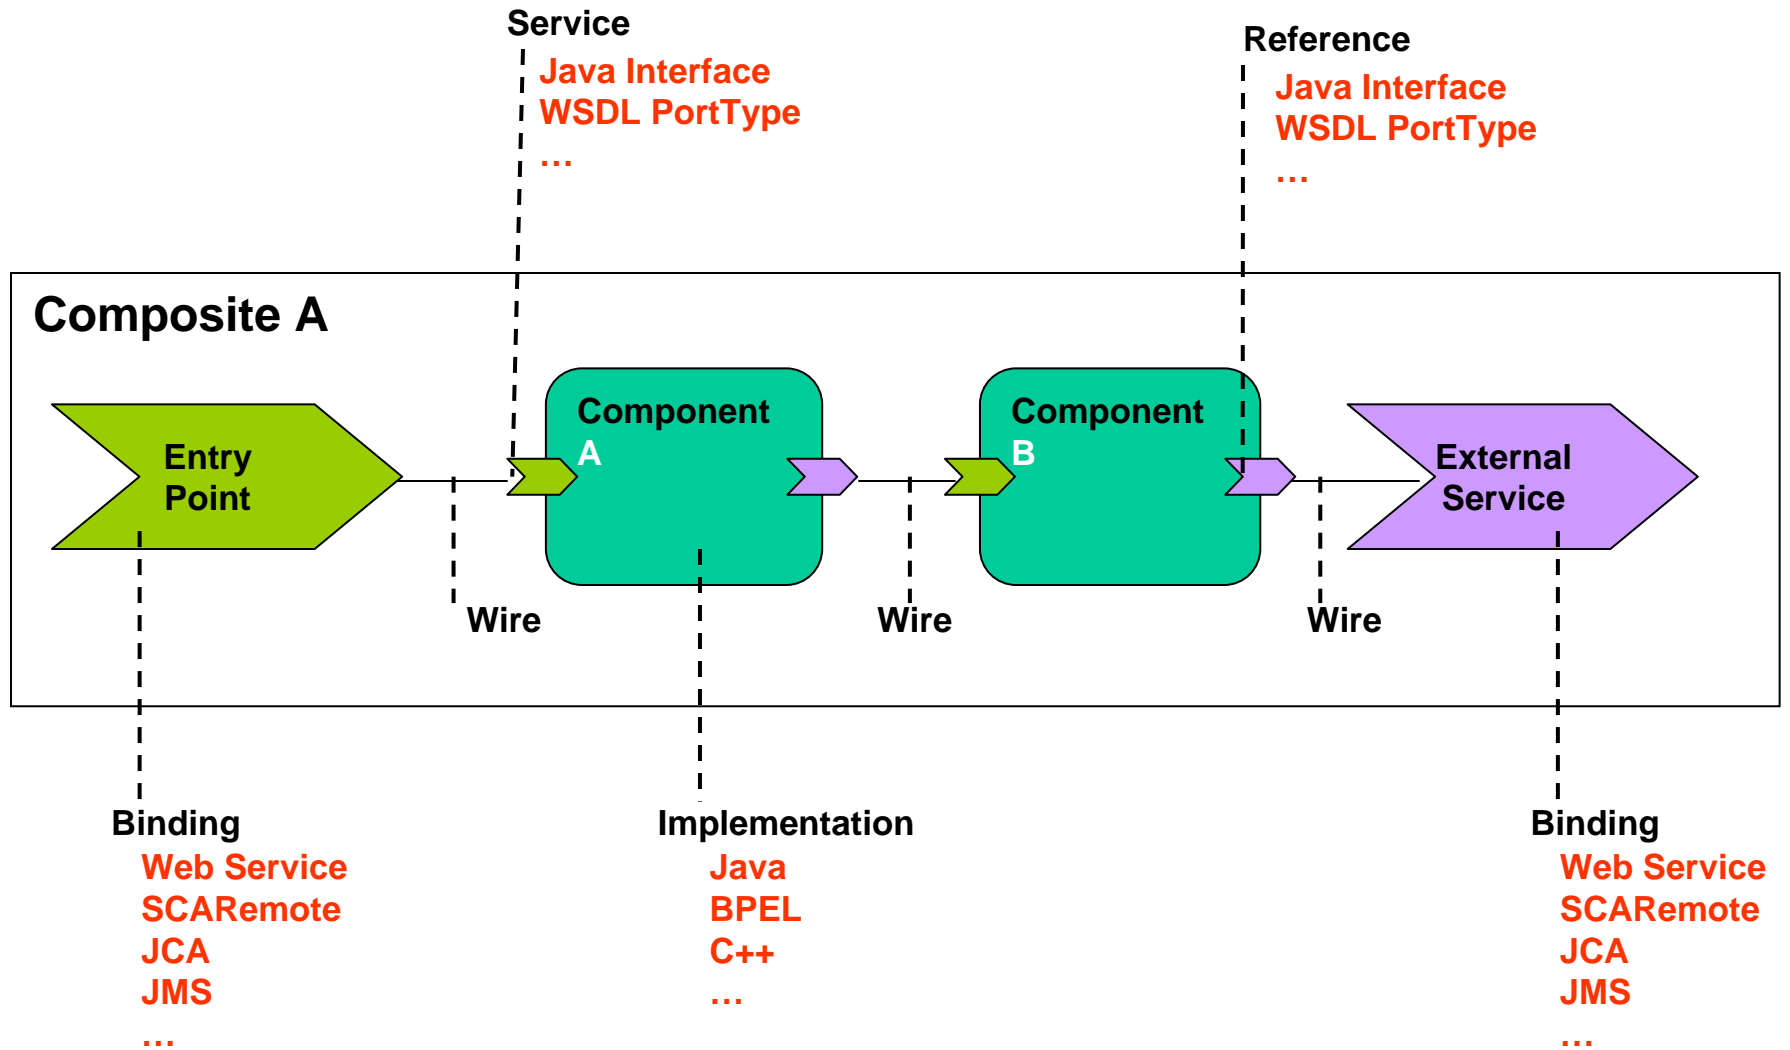 Service
Java Interface
WSDL PortType
…
Reference
Java Interface
WSDL PortType
…
Composite A
Entry
Point
Component
A
Component
B
External
Service
Wire
Wire
Wire
Binding
Web Service
SCARemote
JCA
JMS
…
Implementation
Java
BPEL
C++
…
Binding
Web Service
SCARemote
JCA
JMS
…